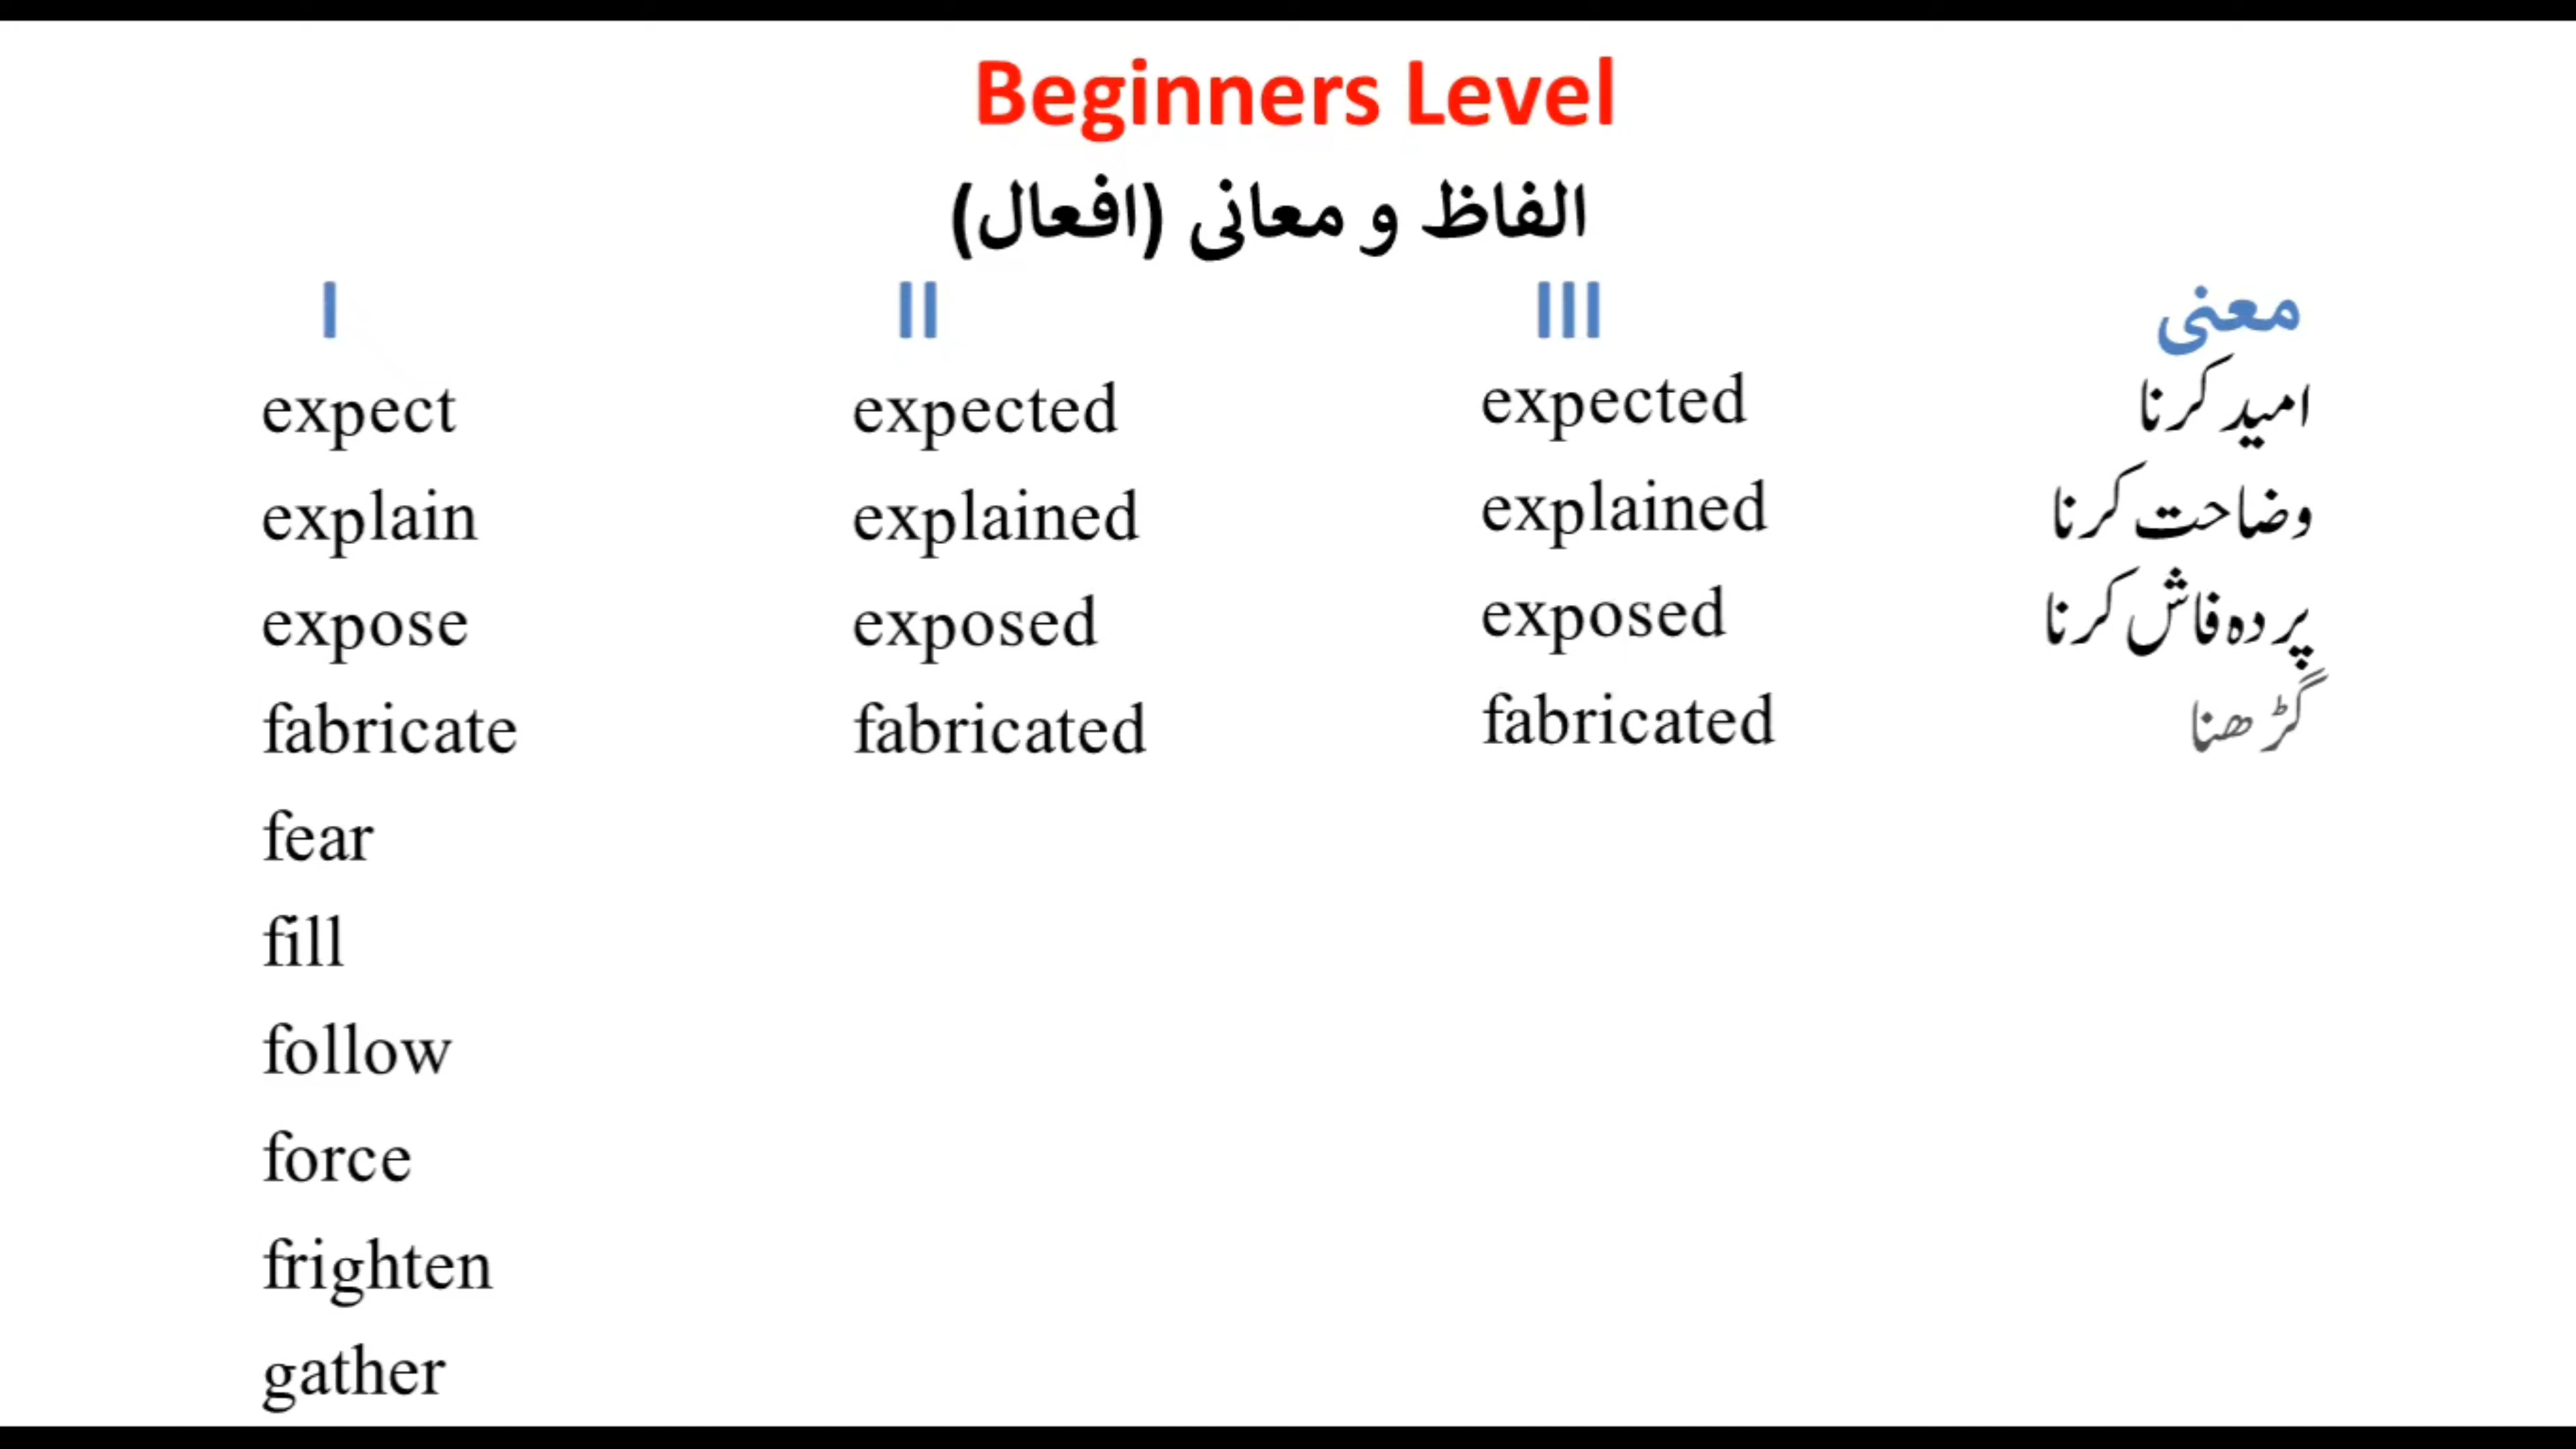 Beginners Level
الفاظ و معانی (افعال)
I II III معنی
expect expected expected امید کرنا
explain explained explained وضاحت کرنا
expose exposed exposed پردہ فاش کرنا
fabricate fabricated fabricated گڑھنا
fear
fill
follow
force
frighten
gather